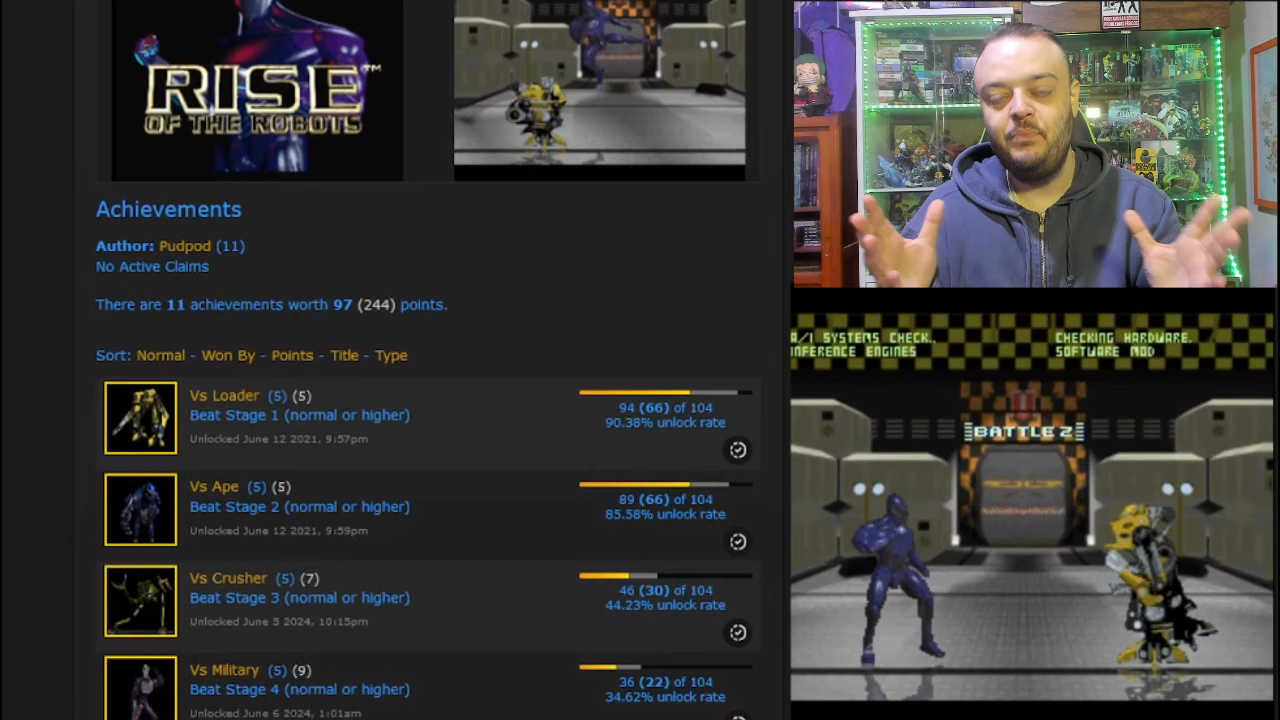 RISE™
OF THE ROBOTS
Achievements
Author: Pudpod (11)
No Active Claims
There are 11 achievements worth 97 (244) points.
Sort: Normal - Won By - Points - Title - Type
Vs Loader (5) (5)
Beat Stage 1 (normal or higher)
Unlocked June 12 2021, 9:57pm
94 (66) of 104
90.38% unlock rate
Vs Ape (5) (5)
Beat Stage 2 (normal or higher)
Unlocked June 12 2021, 9:59pm
89 (66) of 104
85.58% unlock rate
Vs Crusher (5) (7)
Beat Stage 3 (normal or higher)
Unlocked June 5 2024, 10:15pm
46 (30) of 104
44.23% unlock rate
Vs Military (5) (9)
Beat Stage 4 (normal or higher)
Unlocked June 6 2024, 1:01am
36 (22) of 104
34.62% unlock rate
A/I SYSTEMS CHECK..
INFERENCE ENGINES
CHECKING HARDWARE.
SOFTWARE MOD
BATTLE 2